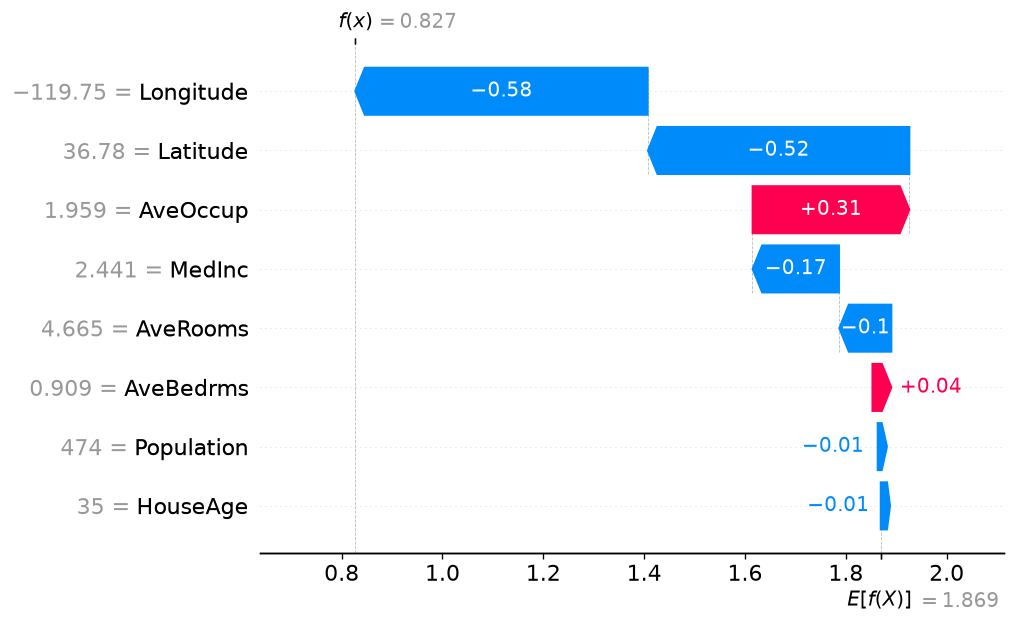 f(x) = 0.827
−119.75 = Longitude −0.58
36.78 = Latitude −0.52
1.959 = AveOccup +0.31
2.441 = MedInc −0.17
4.665 = AveRooms −0.1
0.909 = AveBedrms +0.04
474 = Population −0.01
35 = HouseAge −0.01
0.8 1.0 1.2 1.4 1.6 1.8 2.0
E[f(X)] = 1.869